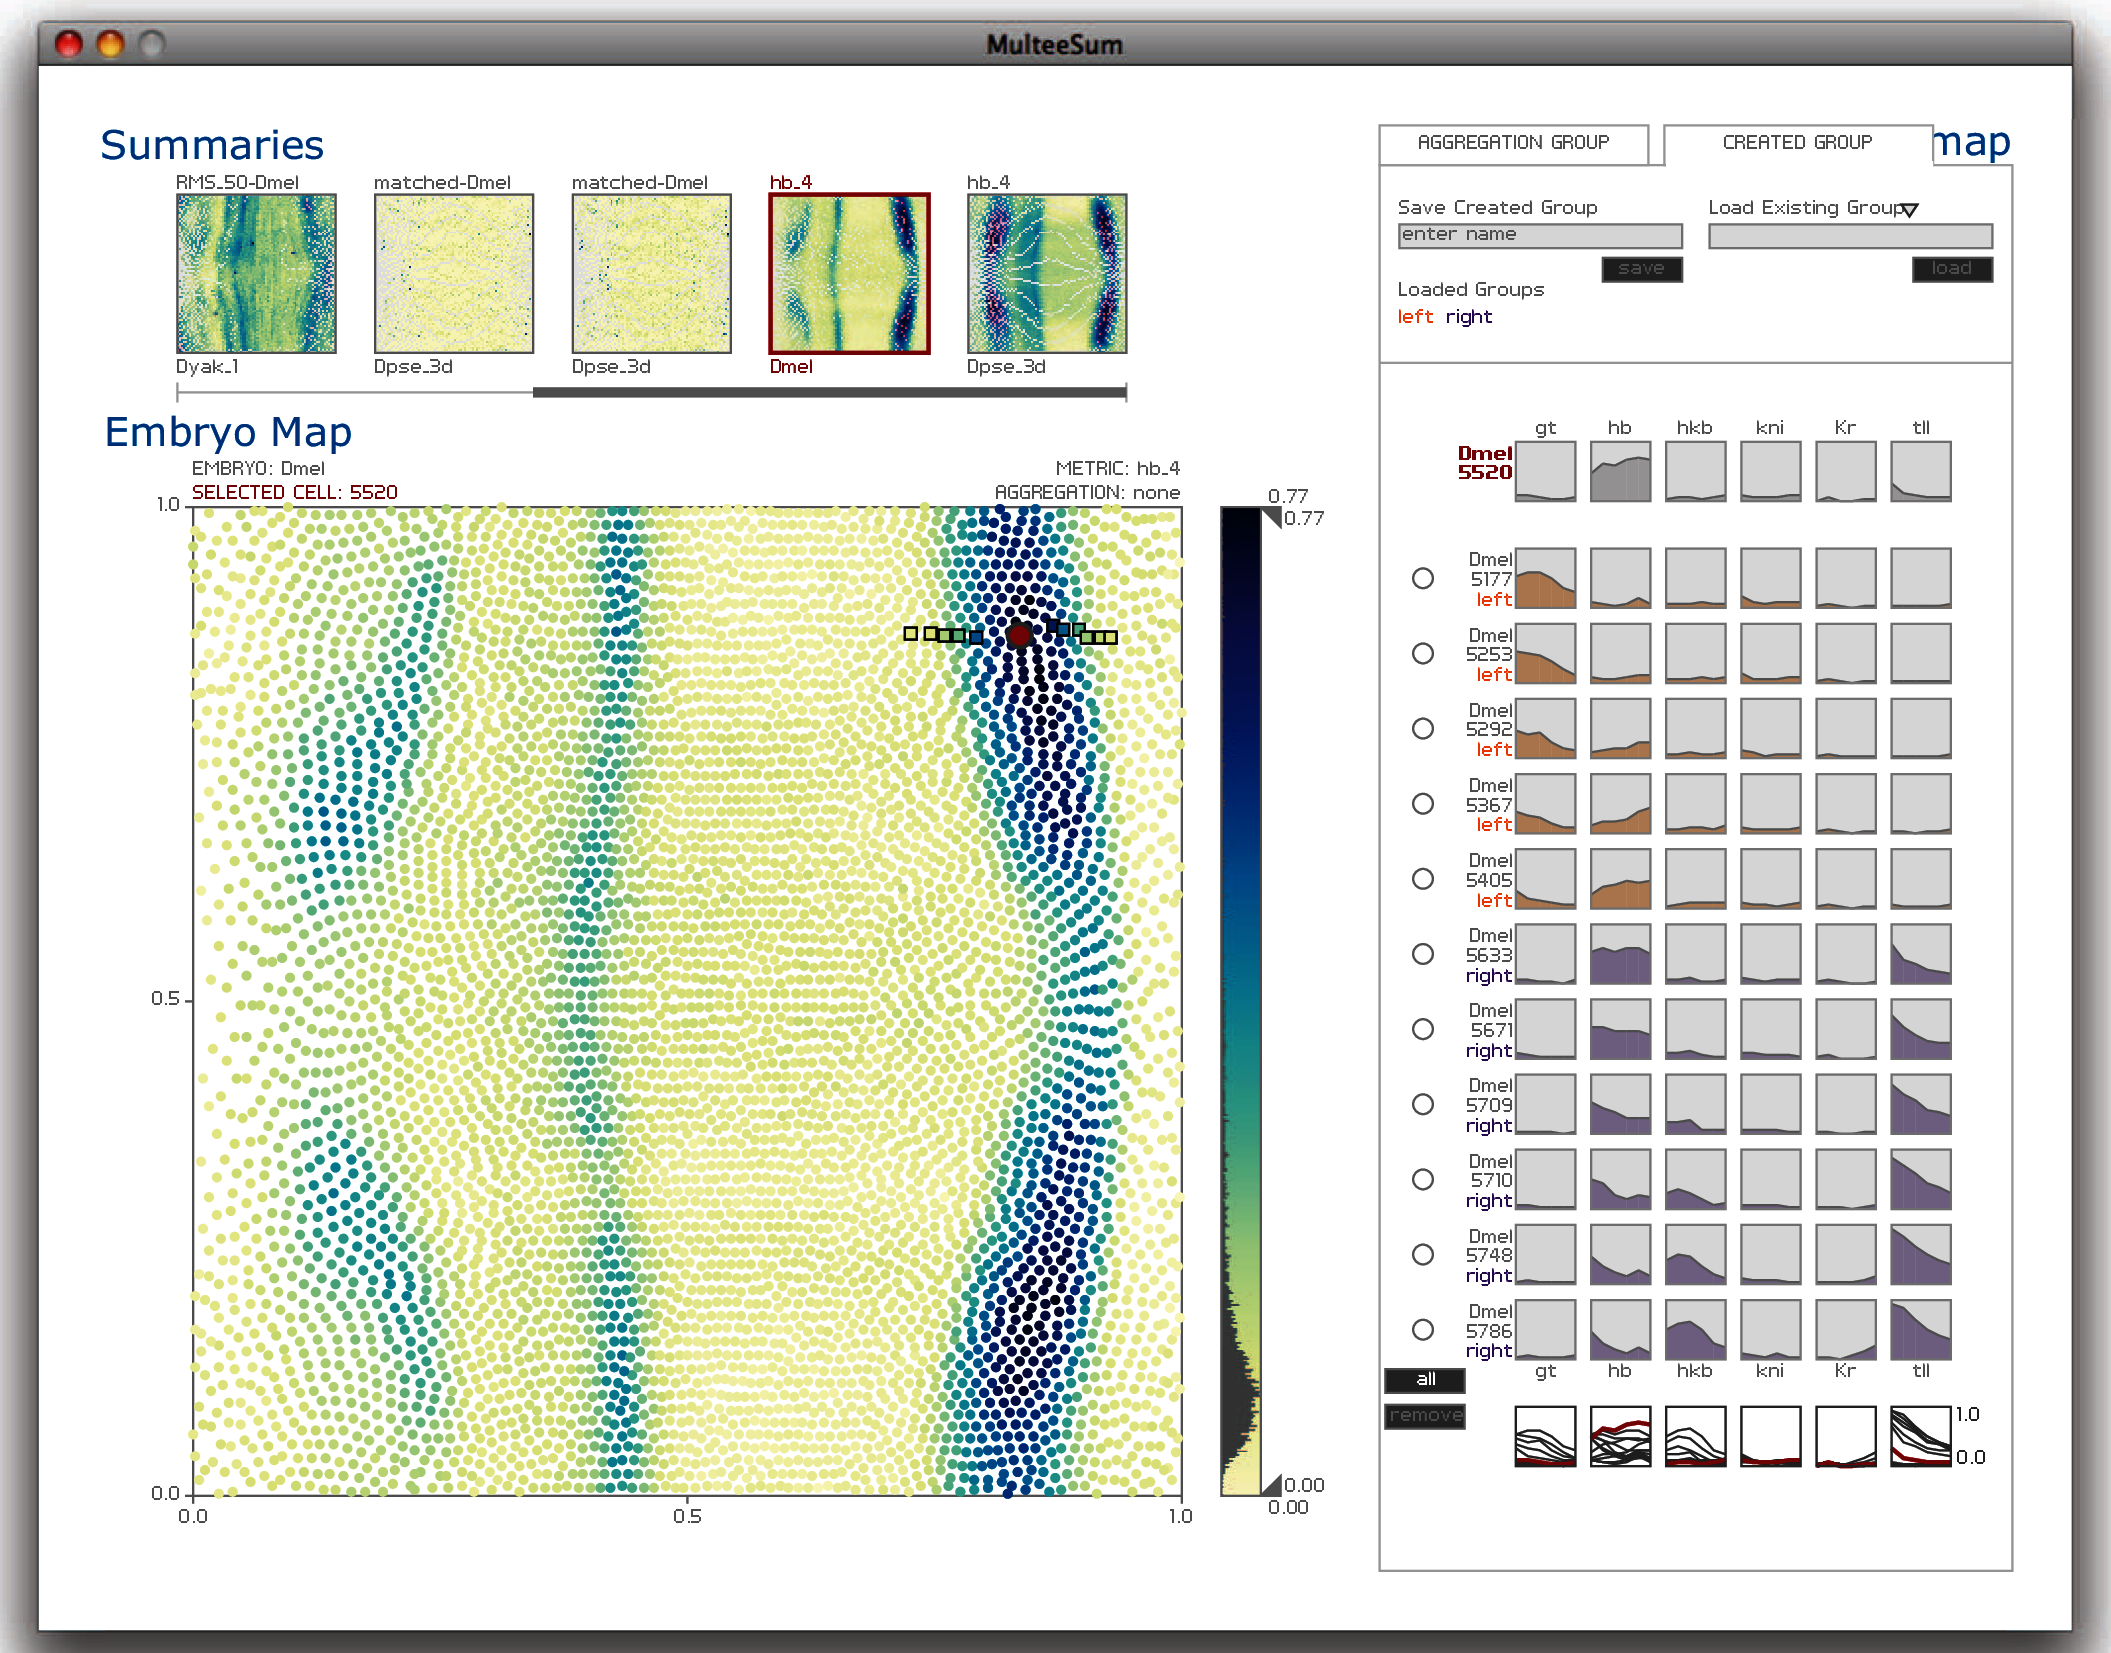 MulteeSum
Summaries
RMS_50-Dmel
matched-Dmel
matched-Dmel
hb_4
hb_4
Dyak_1
Dpse_3d
Dpse_3d
Dmel
Dpse_3d
Embryo Map
EMBRYO: Dmel
METRIC: hb_4
SELECTED CELL: 5520
AGGREGATION: none
1.0
0.5
0.0
0.0
0.5
1.0
0.77
0.77
0.00
0.00
AGGREGATION GROUP
CREATED GROUP
map
Save Created Group
Load Existing Group
enter name
save
load
Loaded Groups
left right
gt hb hkb kni Kr tll
Dmel
5520
Dmel
5177
left
Dmel
5253
left
Dmel
5292
left
Dmel
5367
left
Dmel
5405
left
Dmel
5633
right
Dmel
5671
right
Dmel
5709
right
Dmel
5710
right
Dmel
5748
right
Dmel
5786
right
gt hb hkb kni Kr tll
all
remove
1.0
0.0